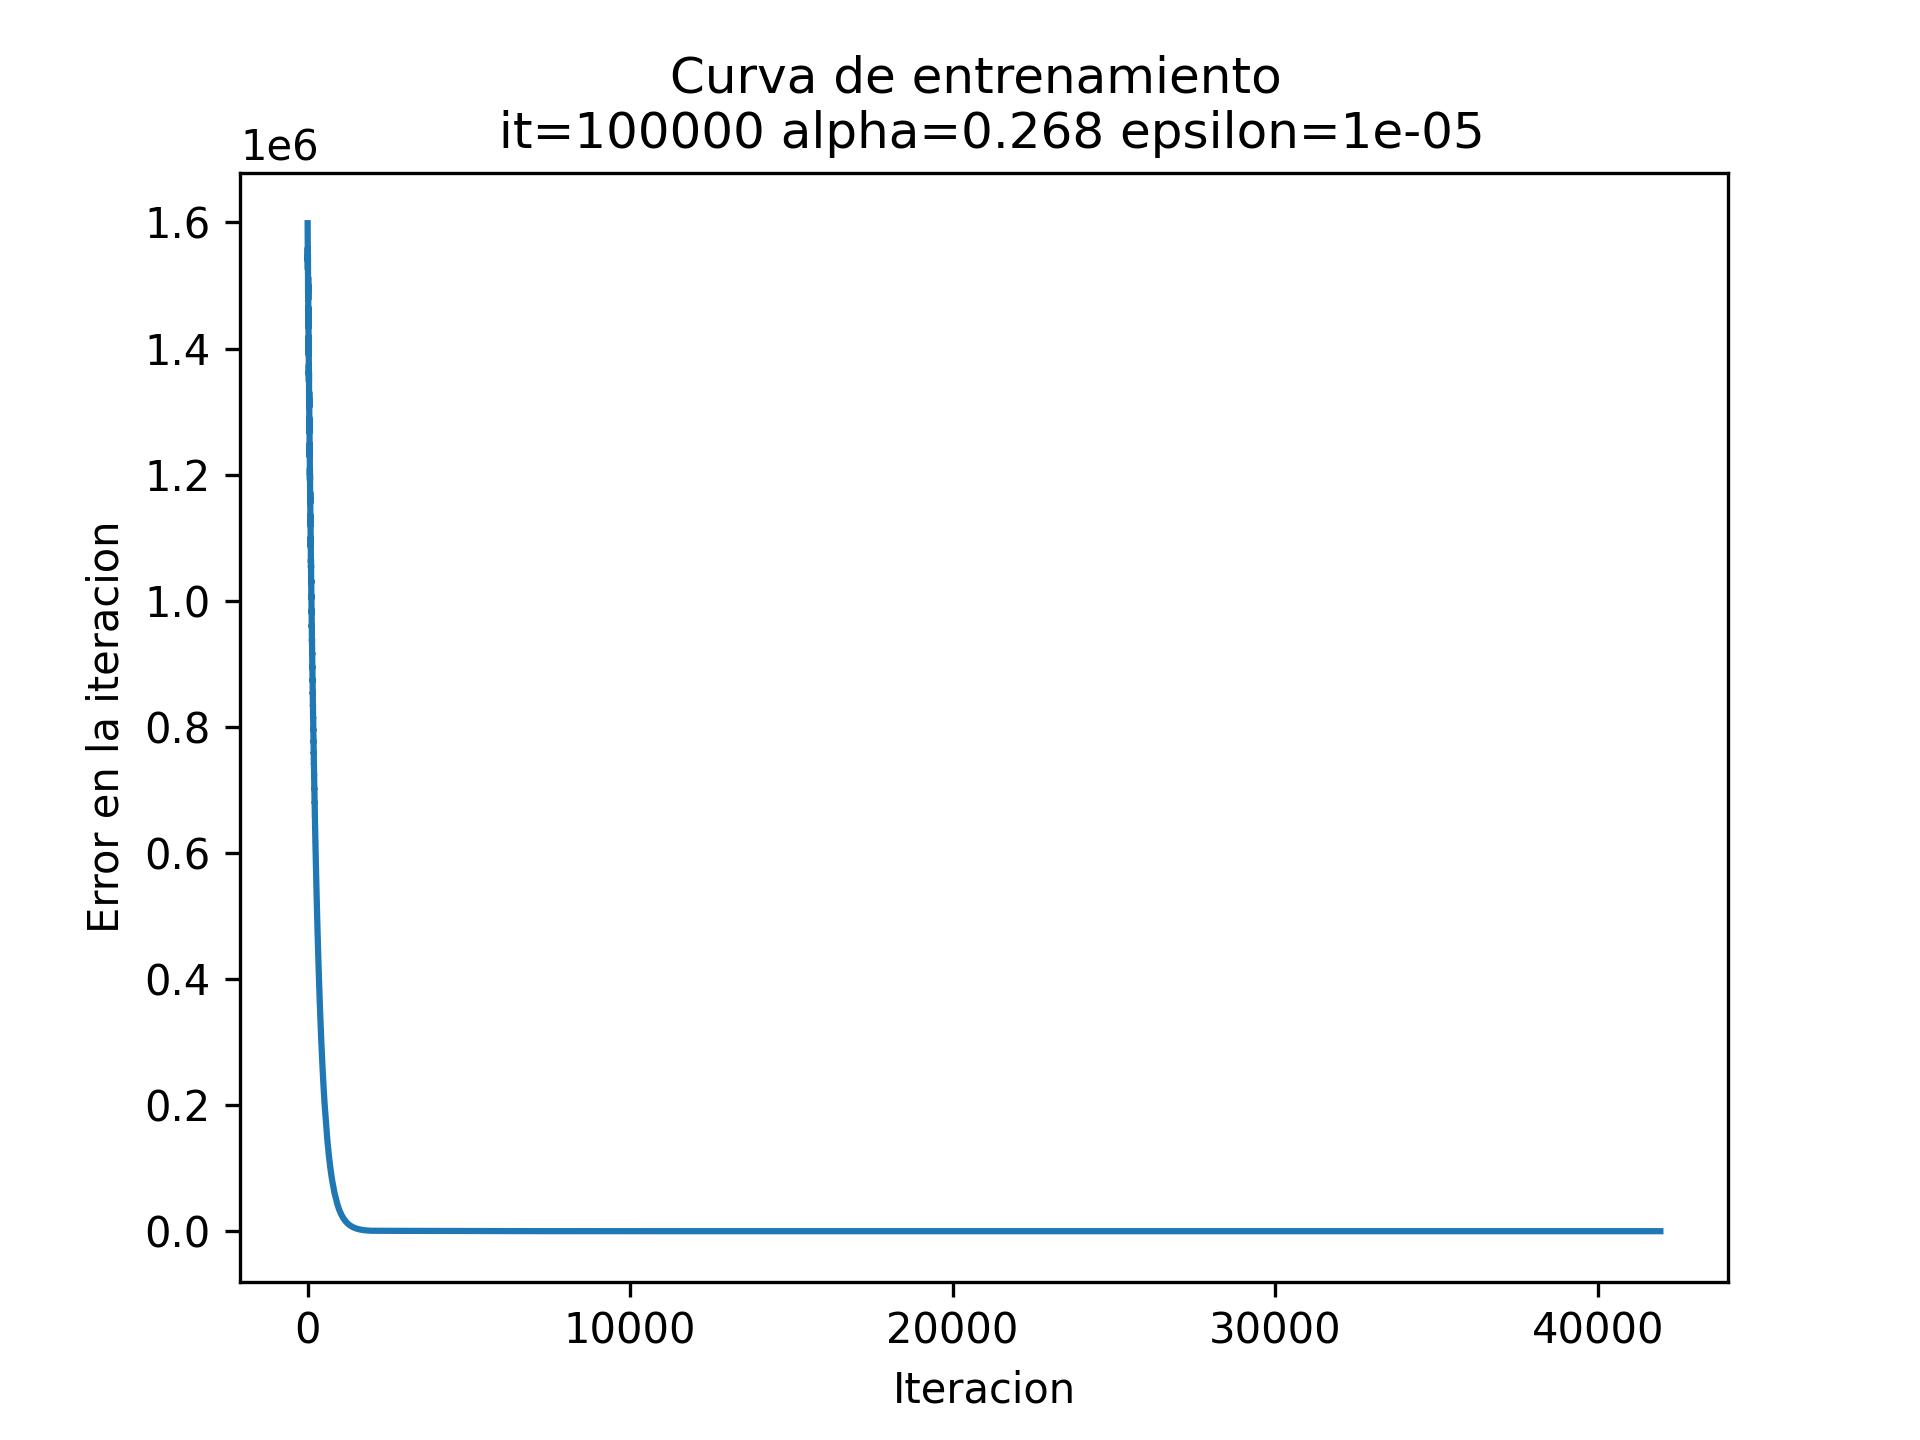 Curva de entrenamiento
it=100000 alpha=0.268 epsilon=1e-05
1e6
1.6
1.4
1.2
1.0
0.8
0.6
0.4
0.2
0.0
Error en la iteracion
0 10000 20000 30000 40000
Iteracion